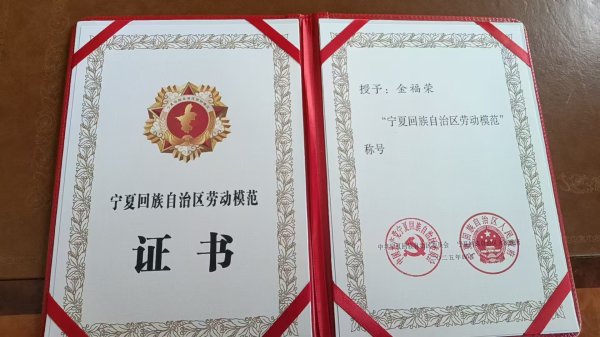 宁夏回族自治区劳动模范
证书
授予：金福荣
“宁夏回族自治区劳动模范”
称号